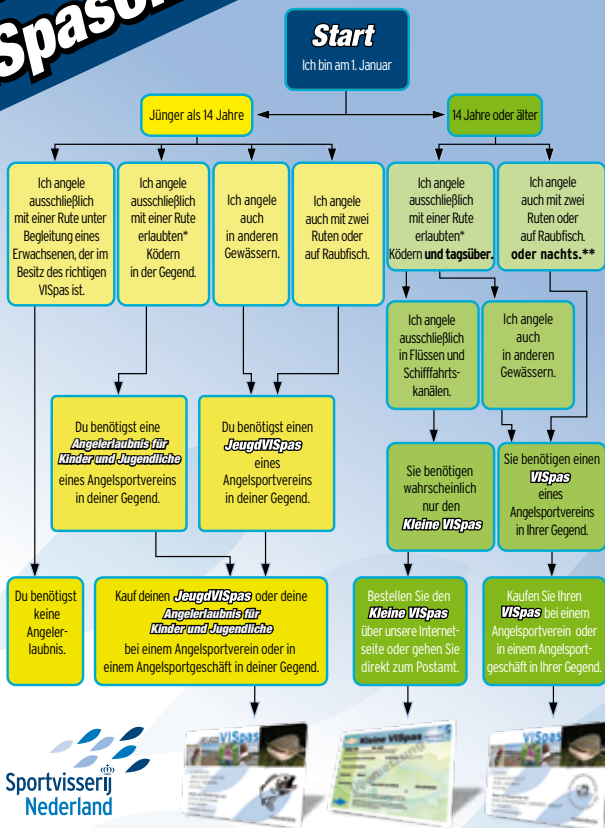 Start
Ich bin am 1. Januar
Jünger als 14 Jahre
14 Jahre oder älter
Ich angele
ausschließlich
mit einer Rute unter
Begleitung eines
Erwachsenen, der im
Besitz des richtigen
VISpas ist.
Ich angele
ausschließlich
mit einer Rute
erlaubten*
Ködern
in der Gegend.
Ich angele
auch
in anderen
Gewässern.
Ich angele
auch mit zwei
Ruten oder
auf Raubfisch.
Ich angele
ausschließlich
mit einer Rute
erlaubten*
Ködern und tagsüber.
Ich angele
auch mit zwei
Ruten oder
auf Raubfisch.
oder nachts.**
Ich angele
ausschließlich
in Flüssen und
Schifffahrts-
kanälen.
Ich angele
auch
in anderen
Gewässern.
Du benötigst eine
Angelerlaubnis für
Kinder und Jugendliche
eines Angelsportvereins
in deiner Gegend.
Du benötigst einen
JeugdVISpas
eines
Angelsportvereins
in deiner Gegend.
Sie benötigen
wahrscheinlich
nur den
Kleine VISpas
Sie benötigen einen
VISpas
eines
Angelsportvereins
in Ihrer Gegend.
Du benötigst
keine
Angeler-
laubnis.
Kauf deinen JeugdVISpas oder deine
Angelerlaubnis für
Kinder und Jugendliche
bei einem Angelsportverein oder in
einem Angelsportgeschäft in deiner Gegend.
Bestellen Sie den
Kleine VISpas
über unsere Internet-
seite oder gehen Sie
direkt zum Postamt.
Kaufen Sie Ihren
VISpas bei einem
Angelsportverein oder
in einem Angelsport-
geschäft in Ihrer Gegend.
Sportvisserij
Nederland
VISpas
Kleine VISpas
VISpas